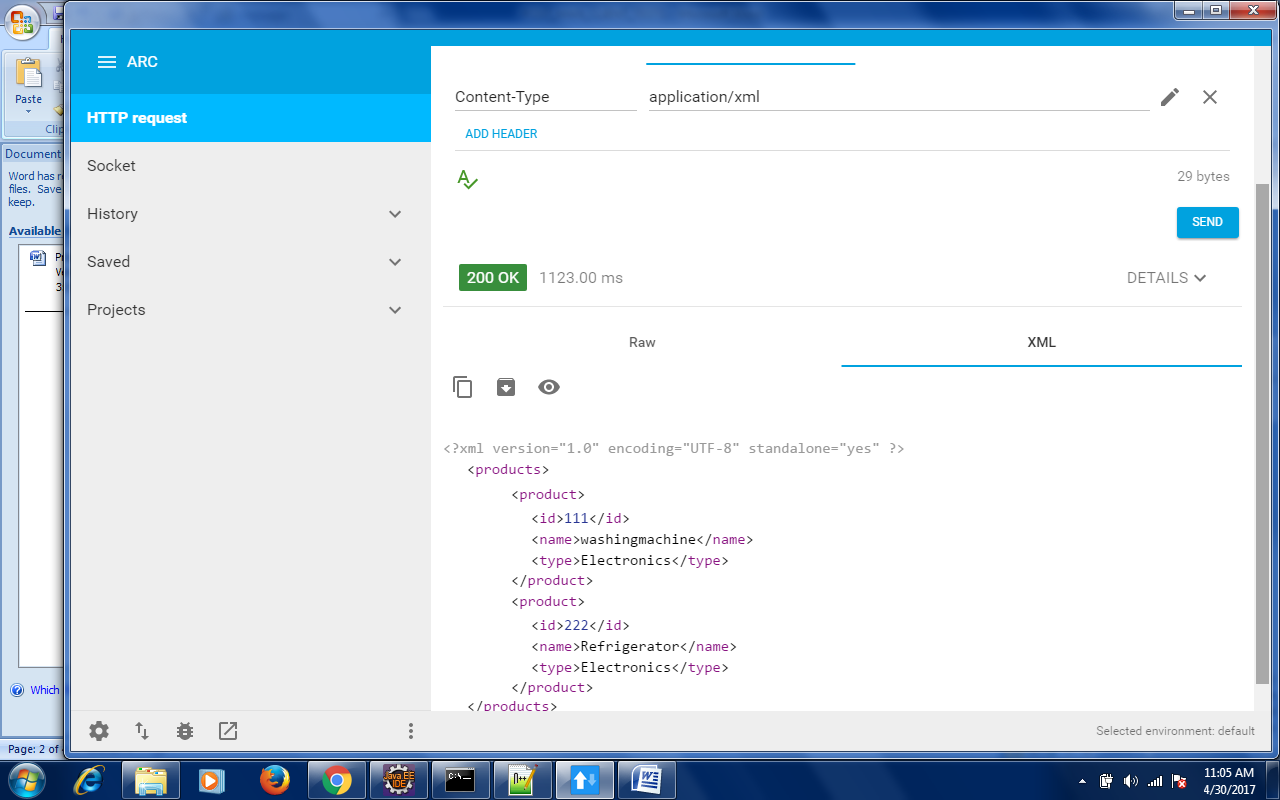 ARC
HTTP request
Socket
History
Saved
Projects
Content-Type application/xml
ADD HEADER
29 bytes
SEND
200 OK 1123.00 ms DETAILS
Raw XML
<?xml version="1.0" encoding="UTF-8" standalone="yes" ?>
<products>
<product>
<id>111</id>
<name>washingmachine</name>
<type>Electronics</type>
</product>
<product>
<id>222</id>
<name>Refrigerator</name>
<type>Electronics</type>
</product>
</products>
Selected environment: default
Paste
Document
Word has
files. Save
keep.
Available
Which
Page: 2 of
Java EE
IDE
C:\
11:05 AM
4/30/2017